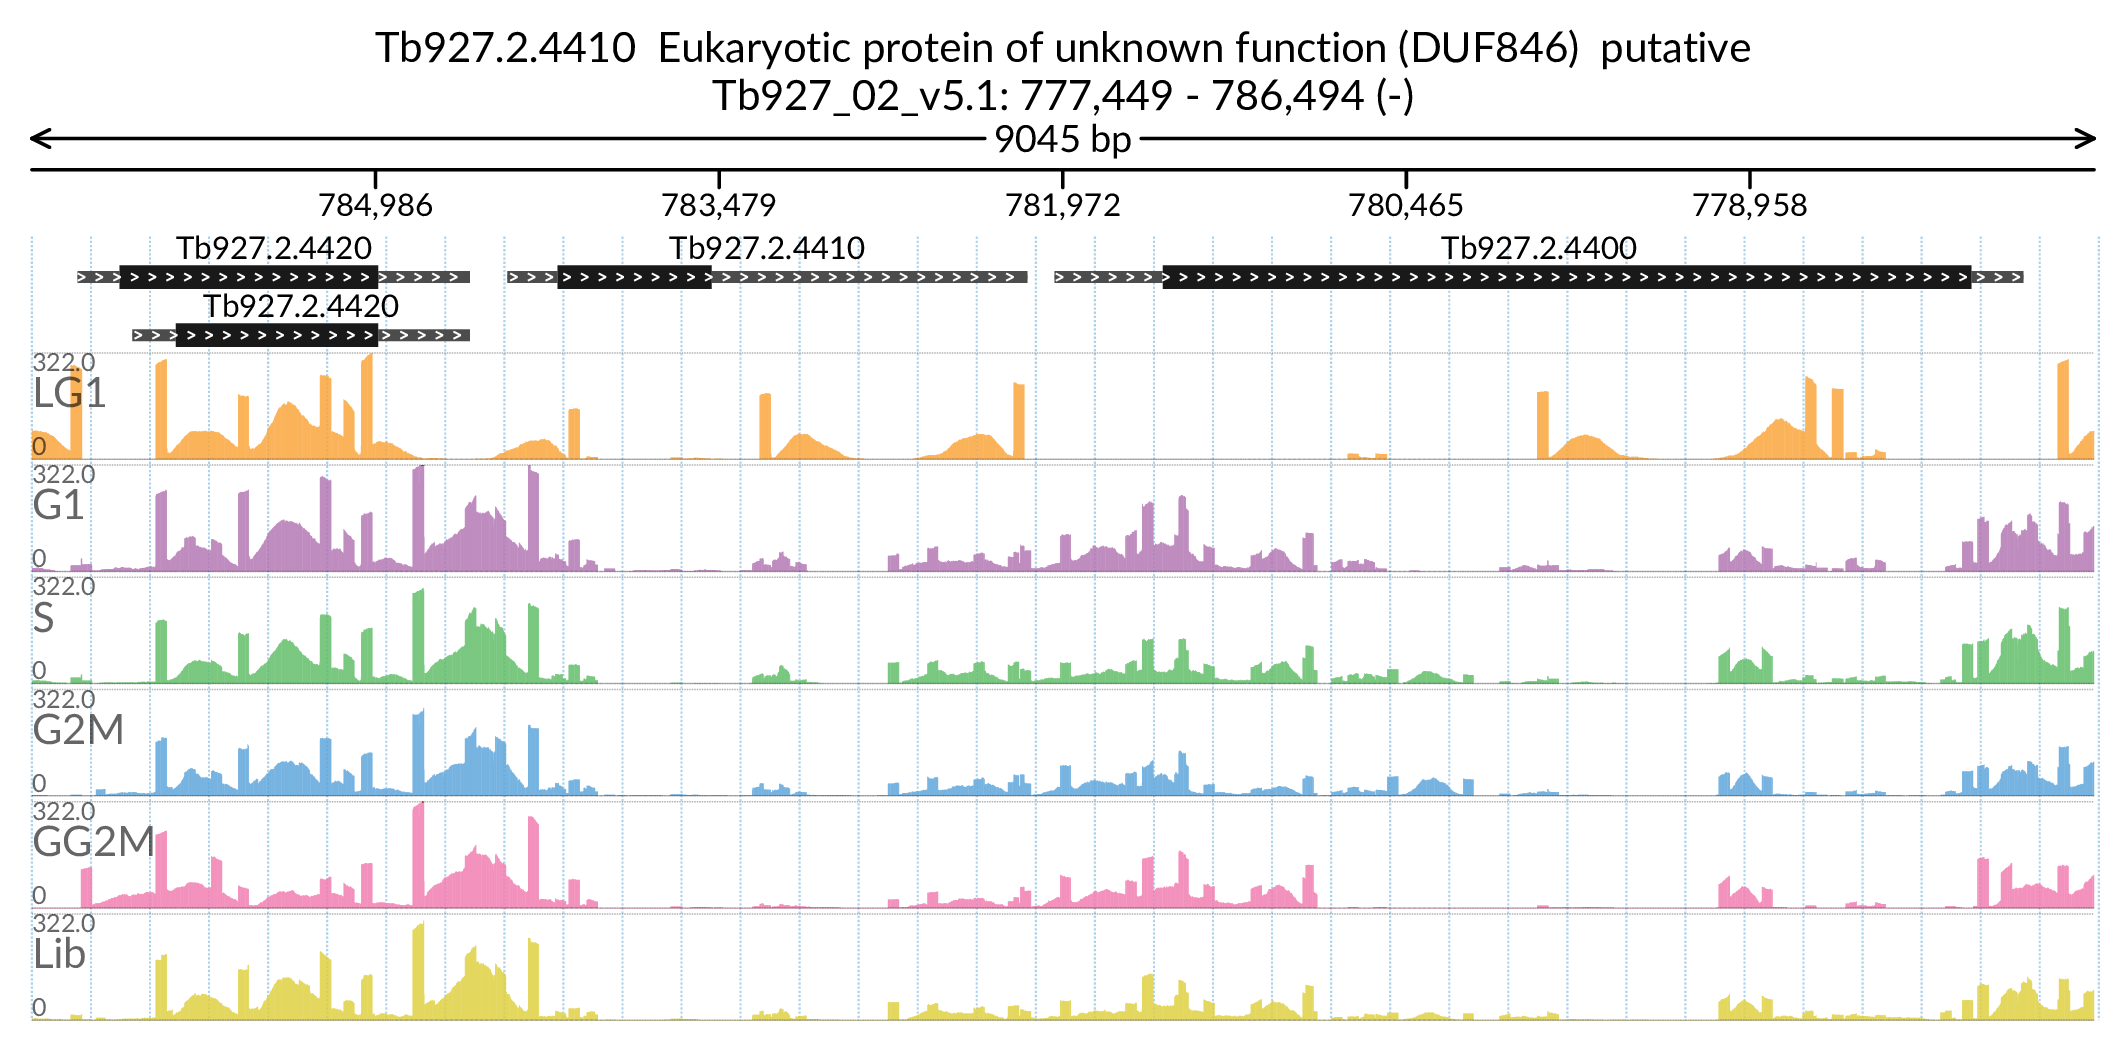 Tb927.2.4410  Eukaryotic protein of unknown function (DUF846)  putative
Tb927_02_v5.1: 777,449 - 786,494 (-)
9045 bp
784,986 783,479 781,972 780,465 778,958
Tb927.2.4420 Tb927.2.4410 Tb927.2.4400
Tb927.2.4420
322.0
LG1
0
322.0
G1
0
322.0
S
0
322.0
G2M
0
322.0
GG2M
0
322.0
Lib
0